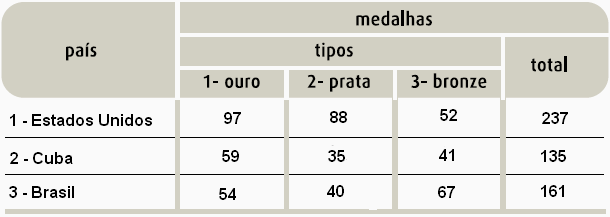 medalhas
país
tipos
total
1- ouro 2- prata 3- bronze
1 - Estados Unidos 97 88 52 237
2 - Cuba 59 35 41 135
3 - Brasil 54 40 67 161